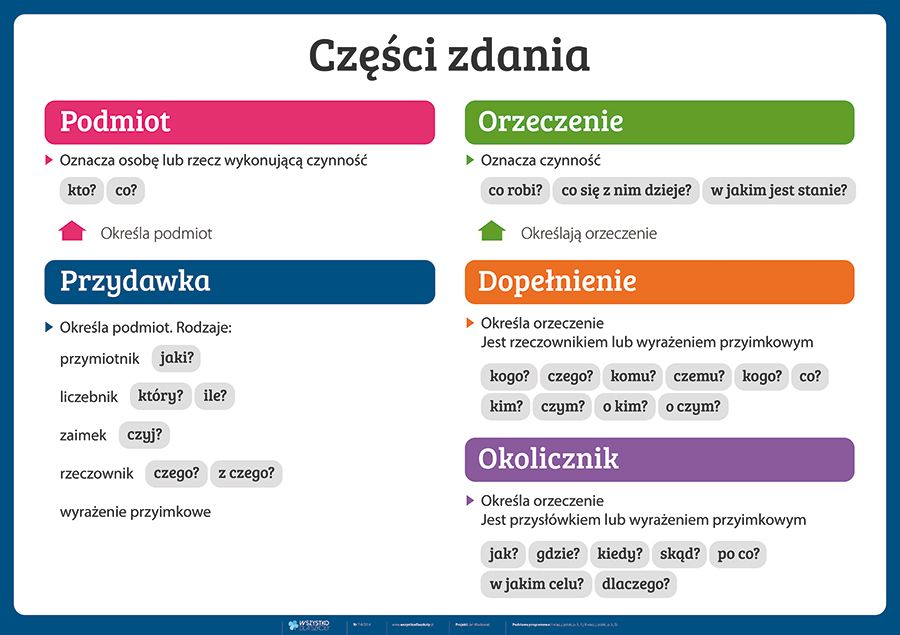 Części zdania
Podmiot
Oznacza osobę lub rzecz wykonującą czynność
kto? co?
Określa podmiot
Przydawka
Określa podmiot. Rodzaje:
przymiotnik jaki?
liczebnik który? ile?
zaimek czyj?
rzeczownik czego? z czego?
wyrażenie przyimkowe
Orzeczenie
Oznacza czynność
co robi? co się z nim dzieje? w jakim jest stanie?
Określają orzeczenie
Dopełnienie
Określa orzeczenie
Jest rzeczownikiem lub wyrażeniem przyimkowym
kogo? czego? komu? czemu? kogo? co?
kim? czym? o kim? o czym?
Okolicznik
Określa orzeczenie
Jest przysłówkiem lub wyrażeniem przyimkowym
jak? gdzie? kiedy? skąd? po co?
w jakim celu? dlaczego?
WSZYSTKO
DLA SZKOŁY